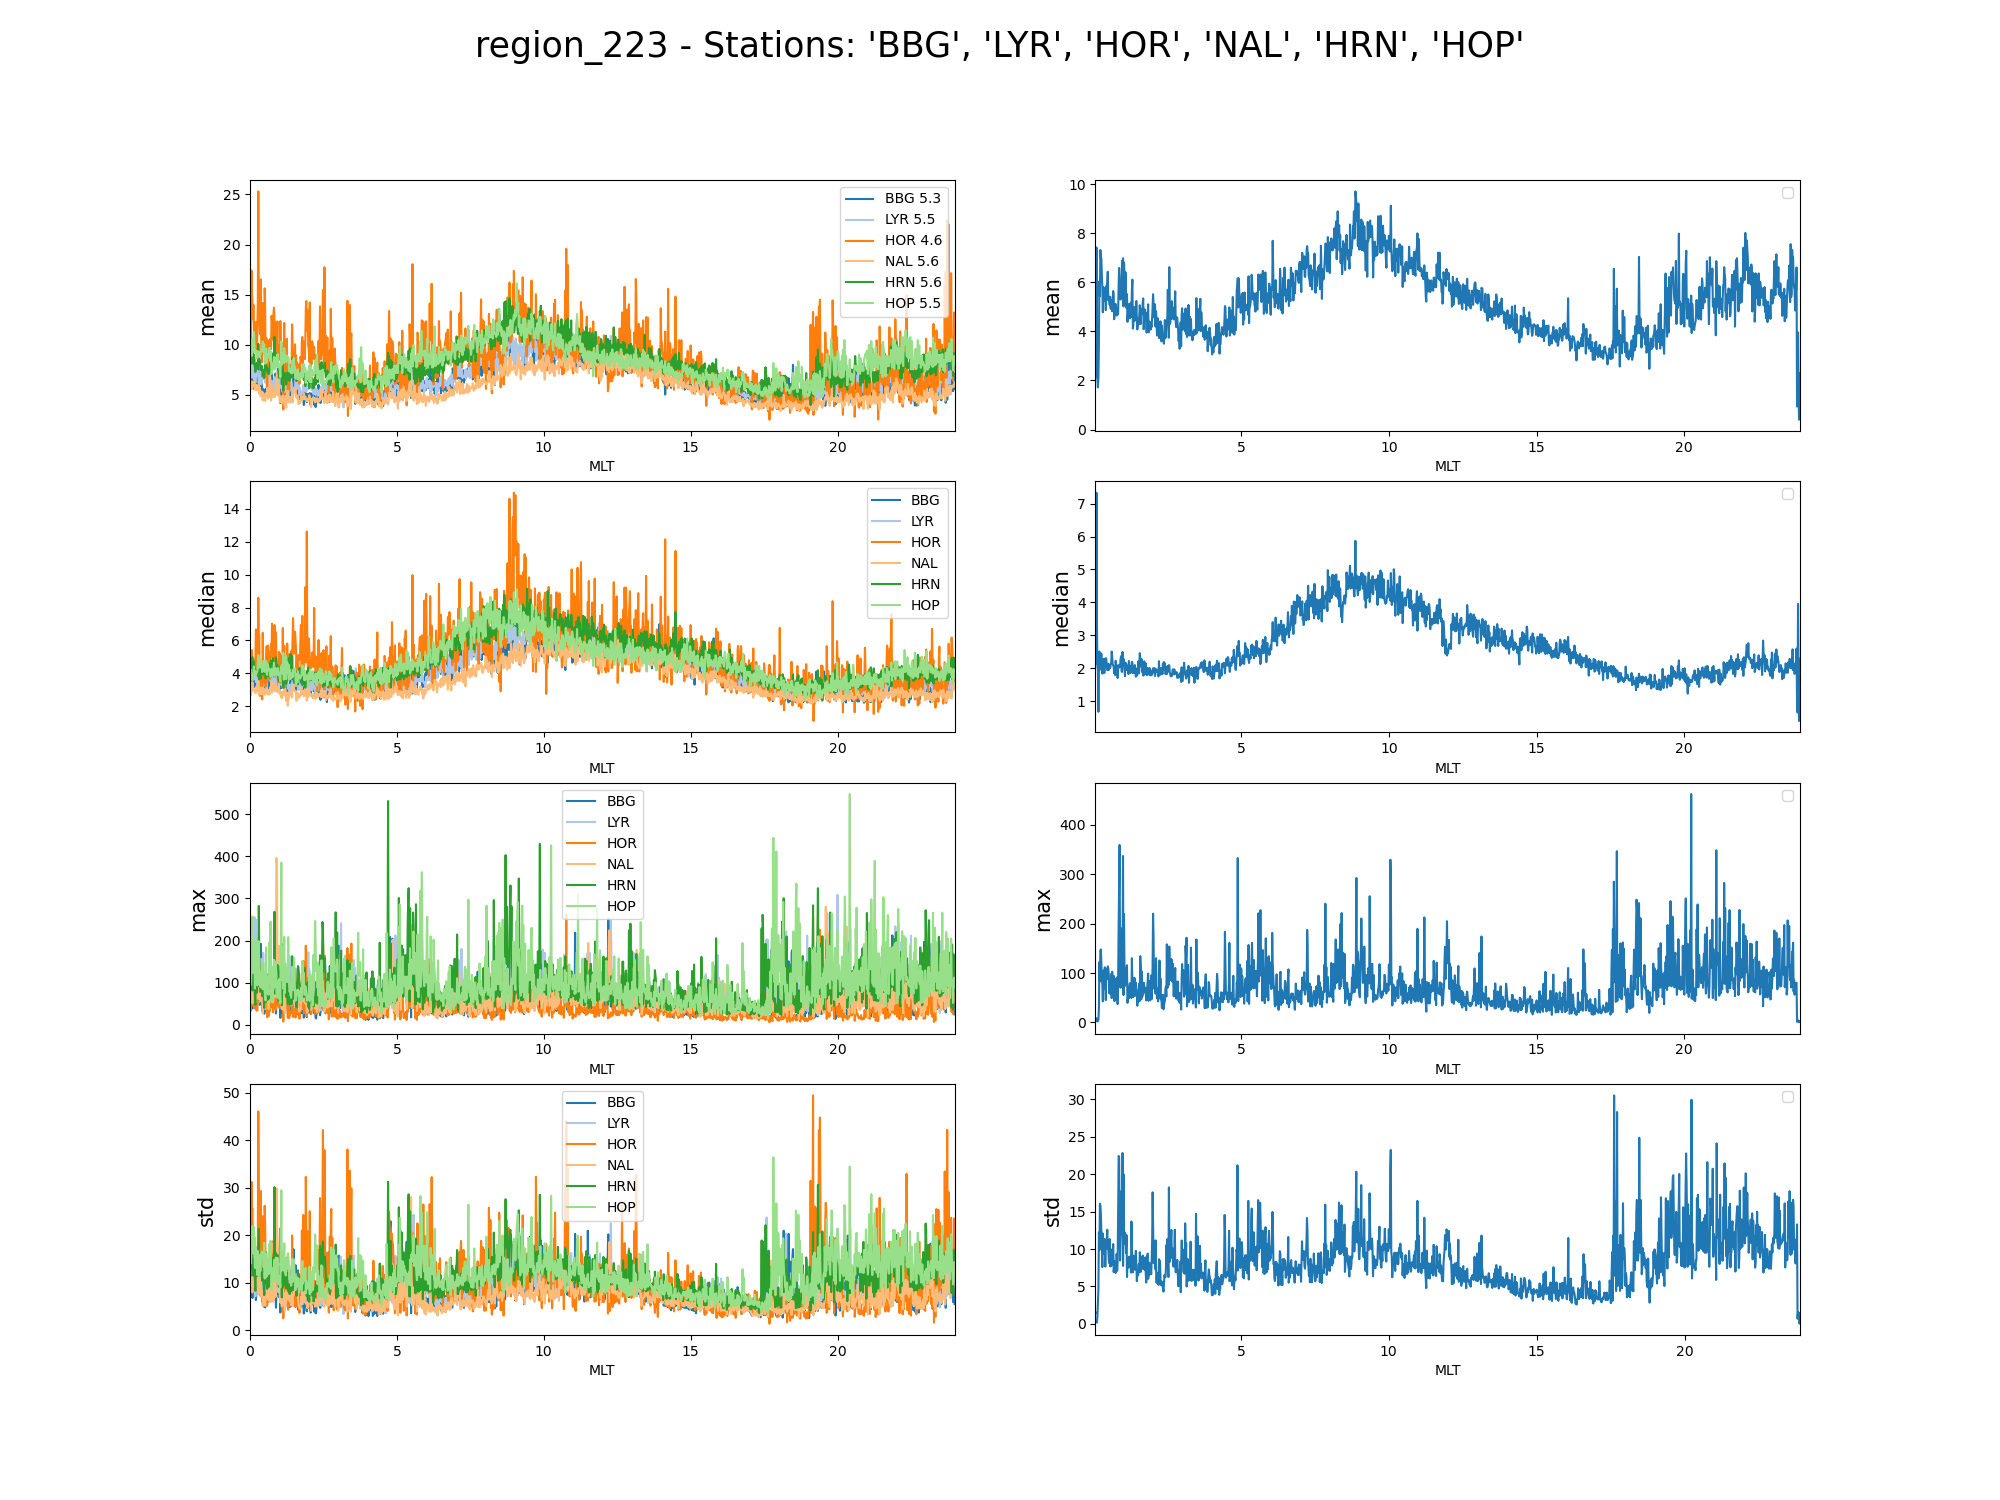 region_223 - Stations: 'BBG', 'LYR', 'HOR', 'NAL', 'HRN', 'HOP'
mean
25
20
15
10
5
BBG 5.3
LYR 5.5
HOR 4.6
NAL 5.6
HRN 5.6
HOP 5.5
0 5 10 15 20
MLT
mean
10
8
6
4
2
0
5 10 15 20
MLT
median
14
12
10
8
6
4
2
BBG
LYR
HOR
NAL
HRN
HOP
0 5 10 15 20
MLT
median
7
6
5
4
3
2
1
5 10 15 20
MLT
max
500
400
300
200
100
0
BBG
LYR
HOR
NAL
HRN
HOP
0 5 10 15 20
MLT
max
400
300
200
100
0
5 10 15 20
MLT
std
50
40
30
20
10
0
BBG
LYR
HOR
NAL
HRN
HOP
0 5 10 15 20
MLT
std
30
25
20
15
10
5
0
5 10 15 20
MLT